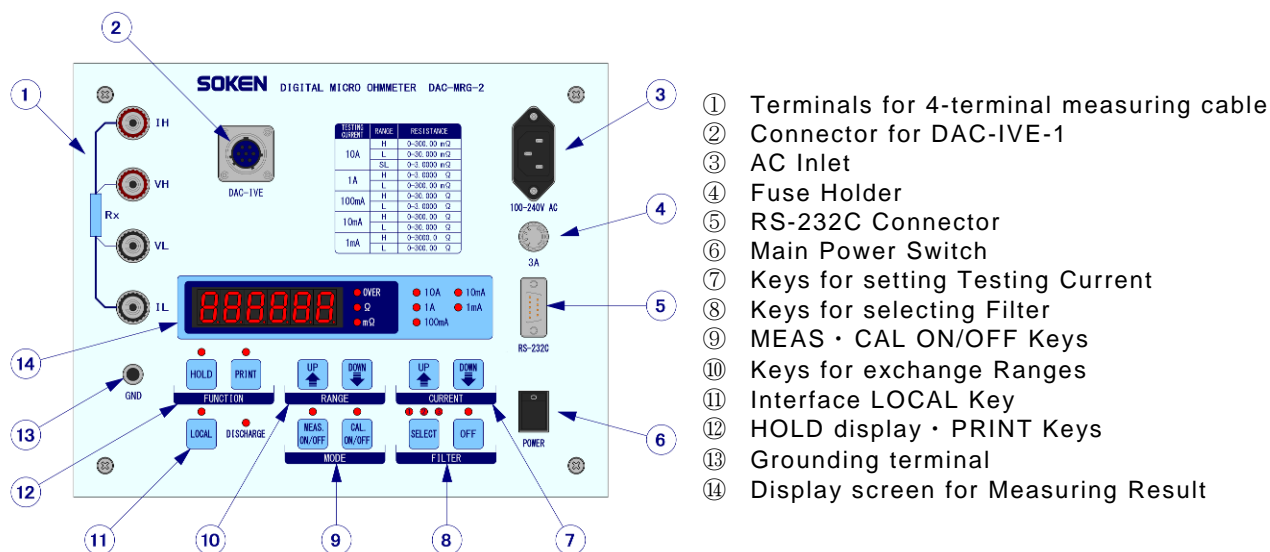 2
SOKEN DIGITAL MICRO OHMMETER DAC-MRG-2
1
3
IH
TESTING CURRENT RANGE RESISTANCE
10A H 0-300.00 mΩ
L 0-30.000 mΩ
SL 0-3.0000 mΩ
1A H 0-3.0000 Ω
L 0-300.00 mΩ
100mA H 0-30.000 Ω
L 0-3.0000 Ω
10mA H 0-300.00 Ω
L 0-30.000 Ω
1mA H 0-3000.0 Ω
L 0-300.00 Ω
VH
DAC-IVE
100-240V AC
Rx
4
VL
3A
IL
888888
OVER
Ω
mΩ
10A 10mA
1A 1mA
100mA
5
RS-232C
14
HOLD PRINT
FUNCTION
UP DOWN
RANGE
UP DOWN
CURRENT
GND
13
LOCAL DISCHARGE
MEAS. ON/OFF CAL. ON/OFF
MODE
SELECT OFF
FILTER
POWER
6
12
11
10
9
8
7
① Terminals for 4-terminal measuring cable
② Connector for DAC-IVE-1
③ AC Inlet
④ Fuse Holder
⑤ RS-232C Connector
⑥ Main Power Switch
⑦ Keys for setting Testing Current
⑧ Keys for selecting Filter
⑨ MEAS・CAL ON/OFF Keys
⑩ Keys for exchange Ranges
⑪ Interface LOCAL Key
⑫ HOLD display・PRINT Keys
⑬ Grounding terminal
⑭ Display screen for Measuring Result